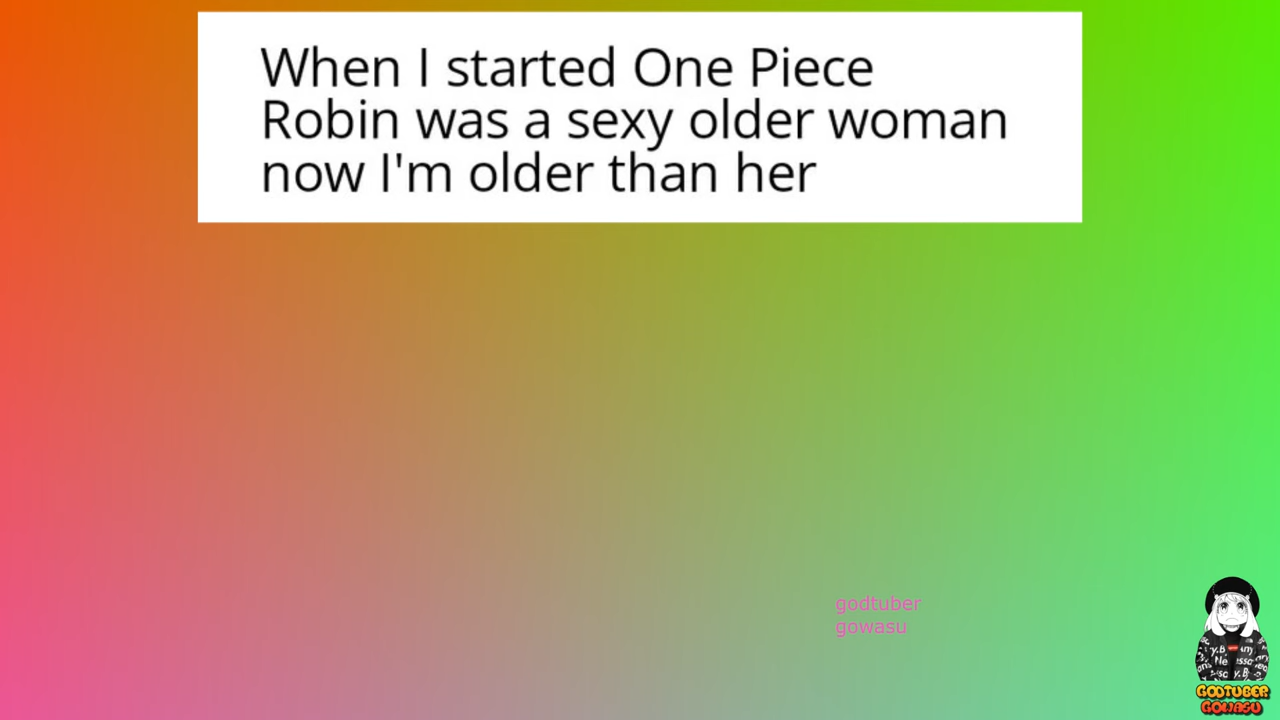 When I started One Piece
Robin was a sexy older woman
now I'm older than her
godtuber
gowasu
GODTUBER
GOWASU